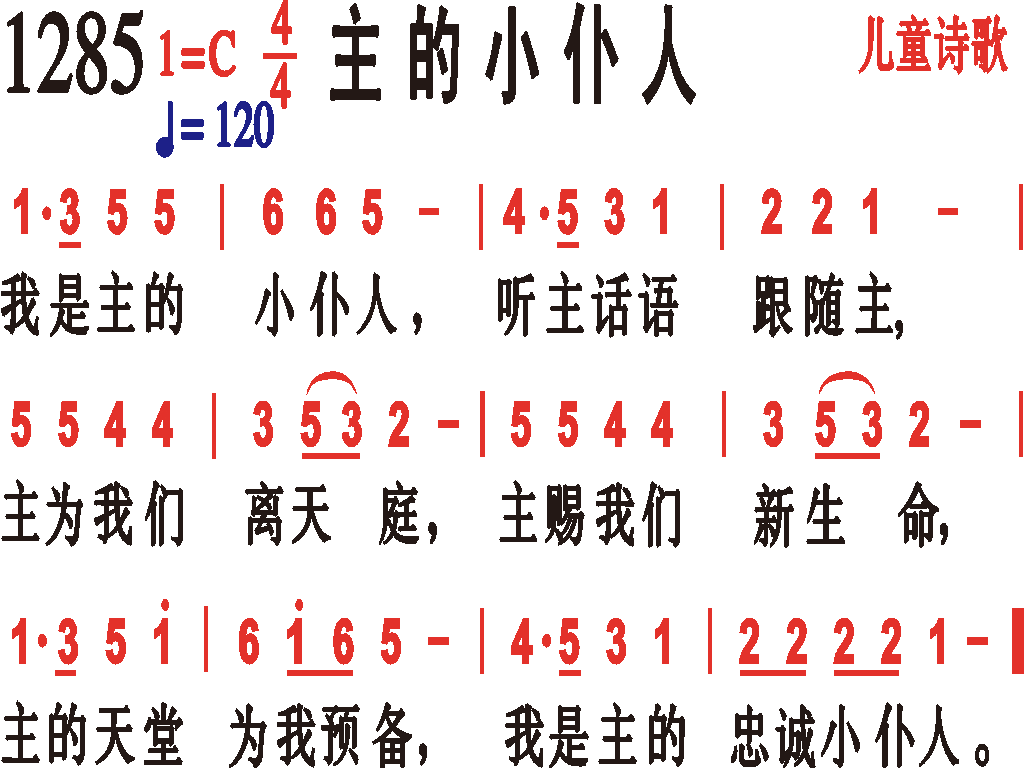 1285 1=C 4/4 主的小仆人 儿童诗歌
♩= 120
1·3 5 5 | 6 6 5 － | 4·5 3 1 | 2 2 1 － |
我是主的 小仆人， 听主话语 跟随主，
5 5 4 4 | 3 5 3 2 － | 5 5 4 4 | 3 5 3 2 － |
主为我们 离天 庭， 主赐我们 新生 命，
1·3 5 i | 6 i 6 5 － | 4·5 3 1 | 2 2 2 2 1 －
主的天堂 为我预备， 我是主的 忠诚小仆人。